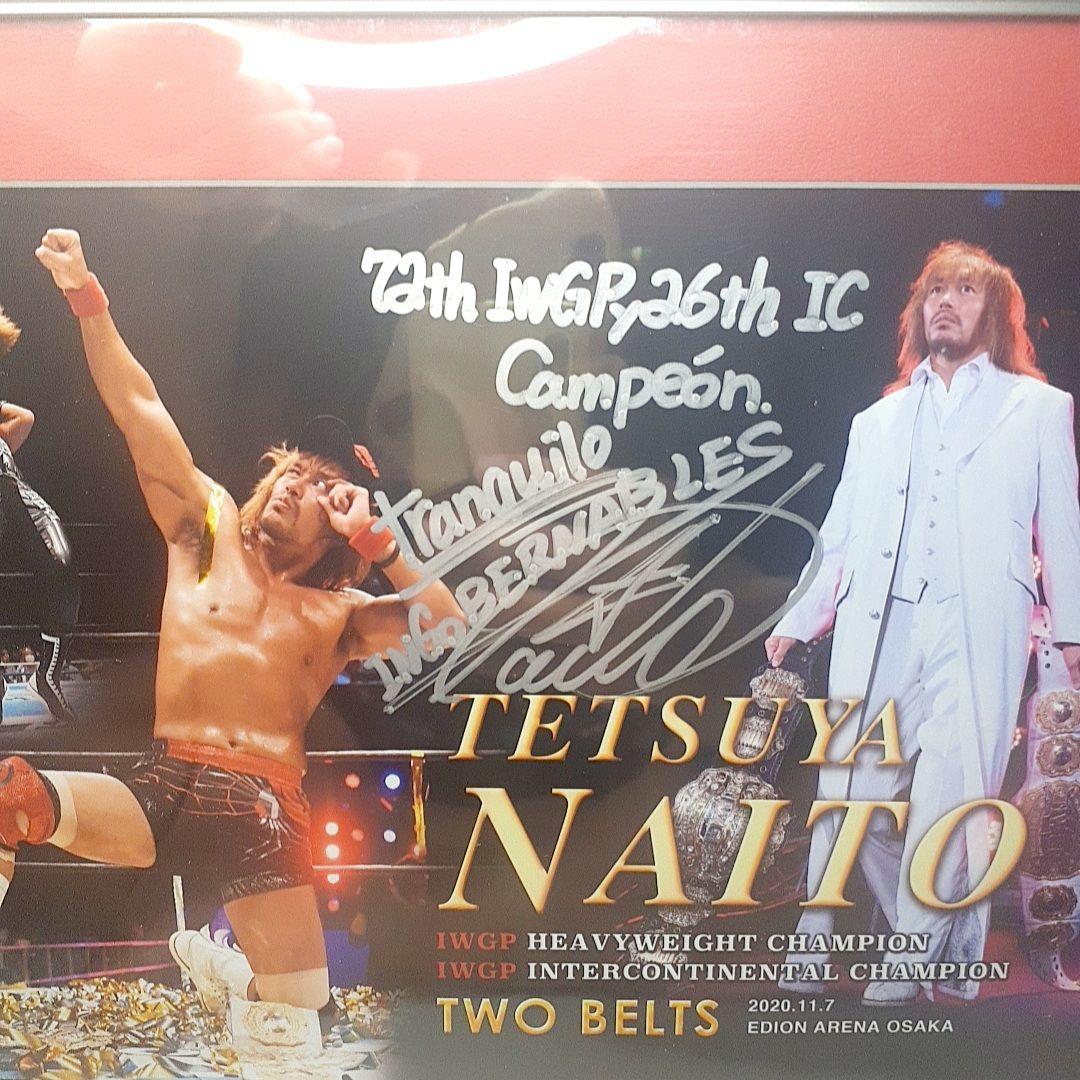 72th IWGP y 26th I.C.
Campeón.
tranquilo
INGOBERNABLES
TETSUYA
NAITO
IWGP HEAVYWEIGHT CHAMPION
IWGP INTERCONTINENTAL CHAMPION
TWO BELTS
2020.11.7
EDION ARENA OSAKA